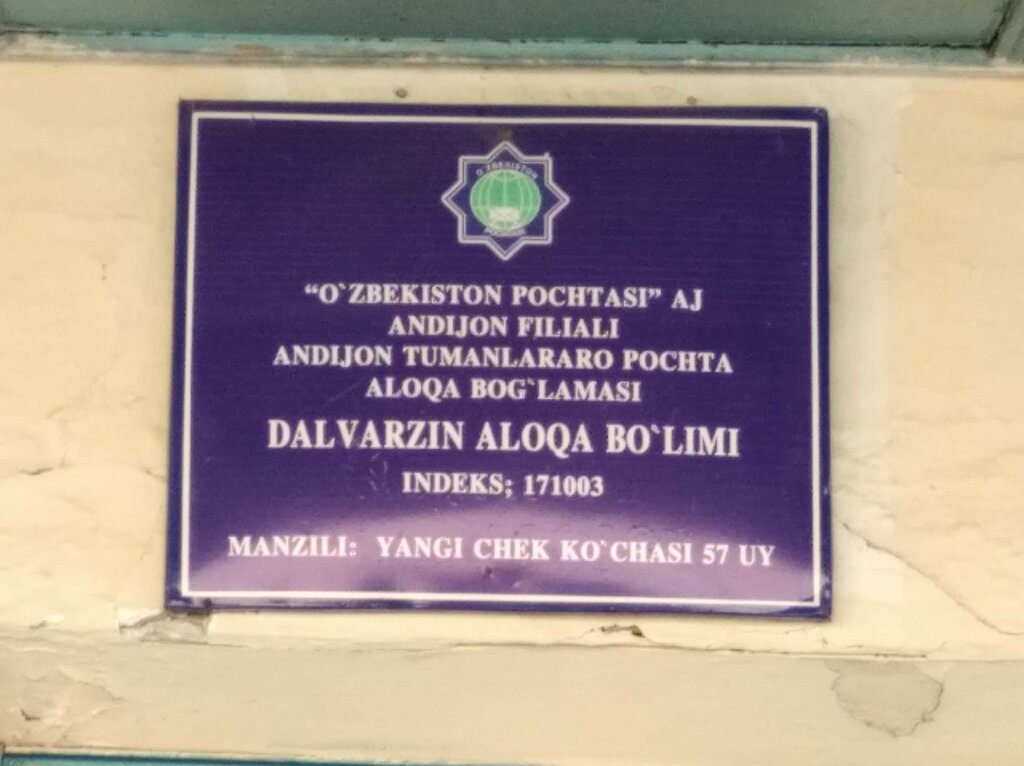 O`ZBEKISTON
“O`ZBEKISTON POCHTASI” AJ
ANDIJON FILIALI
ANDIJON TUMANLARARO POCHTA
ALOQA BOG`LAMASI
DALVARZIN ALOQA BO`LIMI
INDEKS; 171003
MANZILI: YANGI CHEK KO`CHASI 57 UY